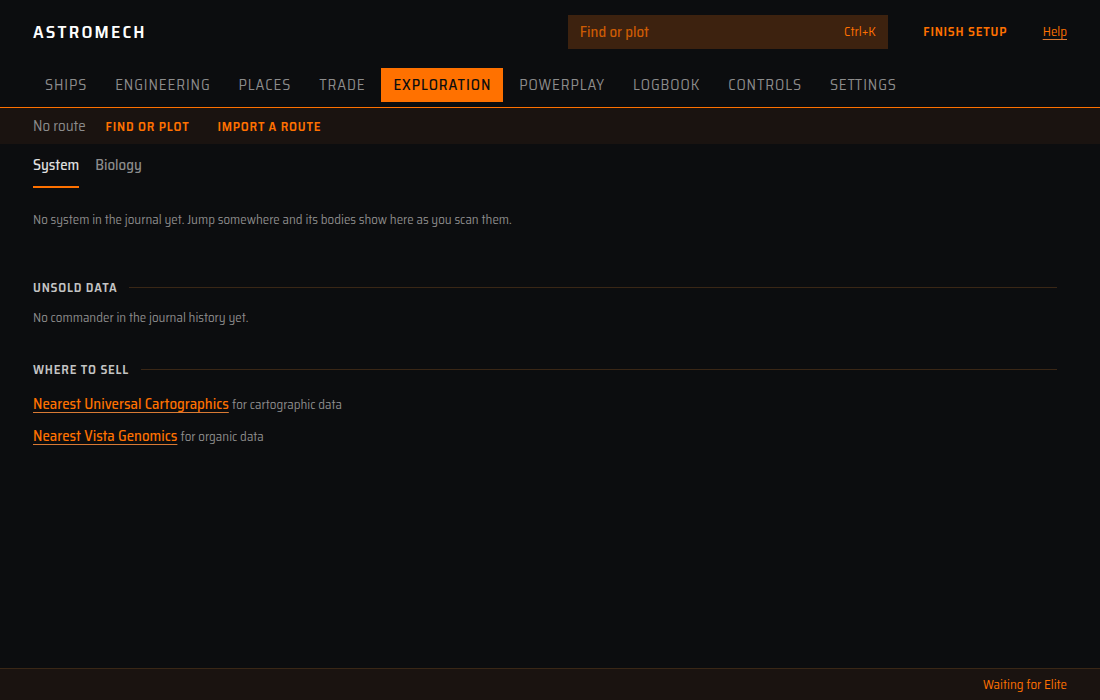 ASTROMECH
Find or plot Ctrl+K
FINISH SETUP
Help
SHIPS ENGINEERING PLACES TRADE EXPLORATION POWERPLAY LOGBOOK CONTROLS SETTINGS
No route FIND OR PLOT IMPORT A ROUTE
System Biology
No system in the journal yet. Jump somewhere and its bodies show here as you scan them.
UNSOLD DATA
No commander in the journal history yet.
WHERE TO SELL
Nearest Universal Cartographics for cartographic data
Nearest Vista Genomics for organic data
Waiting for Elite